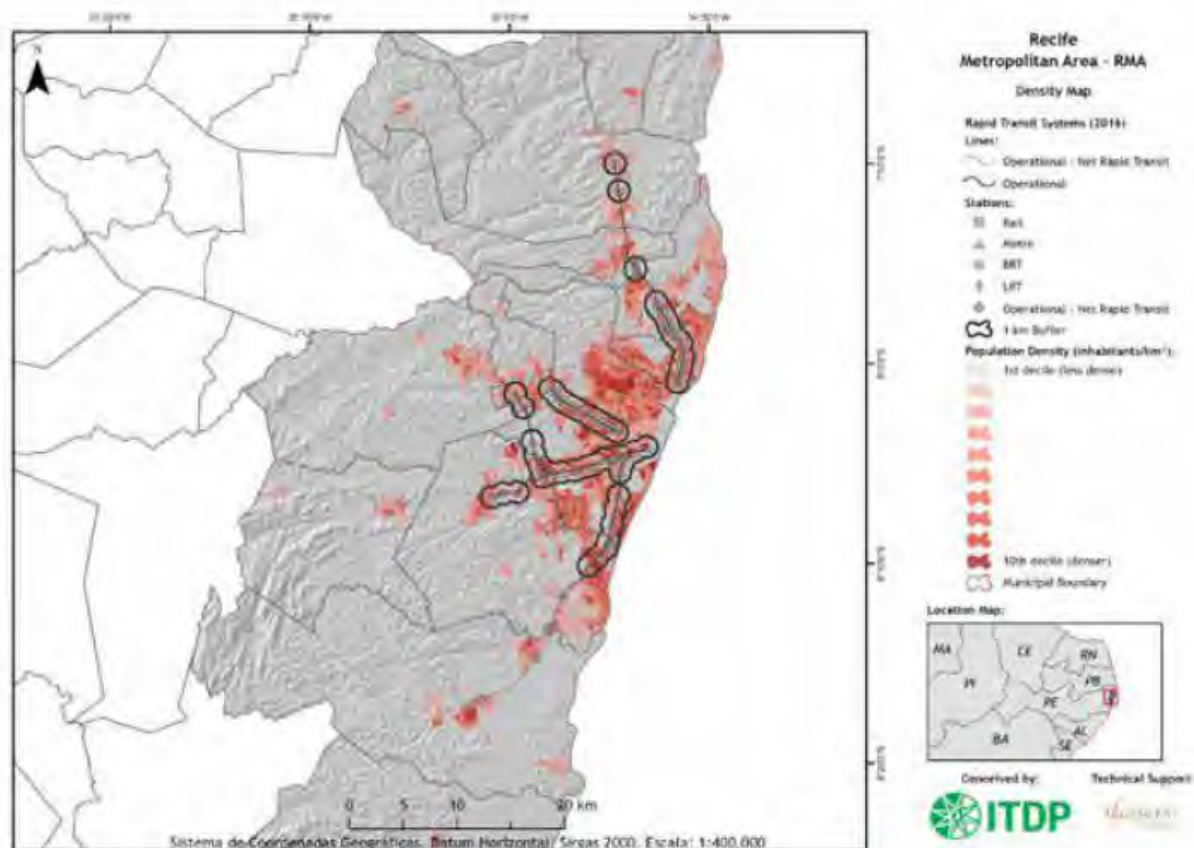 N
Recife
Metropolitan Area - RMA
Density Map
Rapid Transit Systems (2016)
Lines:
Operational - Not Rapid Transit
Operational
Stations:
Rail
Metro
BRT
LRT
Operational - Not Rapid Transit
1 km Buffer
Population Density (inhabitants/km²):
1st decile (less dense)
10th decile (denser)
Municipal Boundary
Location Map:
MA
CE
RN
PB
PI
PE
AL
SE
BA
0 5 10 20 km
Sistema de Coordenadas Geográficas. Datum Horizontal: Sirgas 2000. Escala: 1:400.000
Conceived by:
Technical Support
ITDP